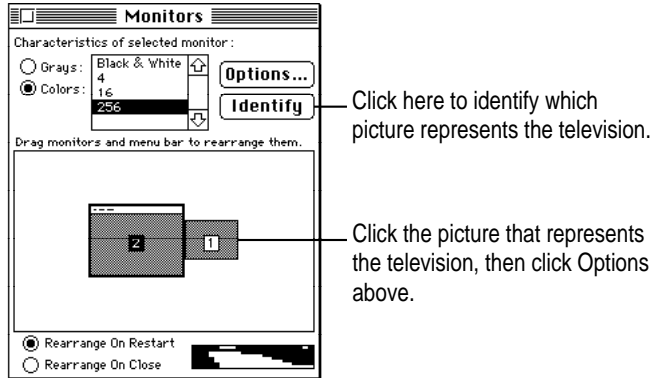 Monitors
Characteristics of selected monitor:
Grays:
Colors:
Black & White
4
16
256
Options...
Identify
Click here to identify which
picture represents the television.
Drag monitors and menu bar to rearrange them.
2
1
Click the picture that represents
the television, then click Options
above.
Rearrange On Restart
Rearrange On Close